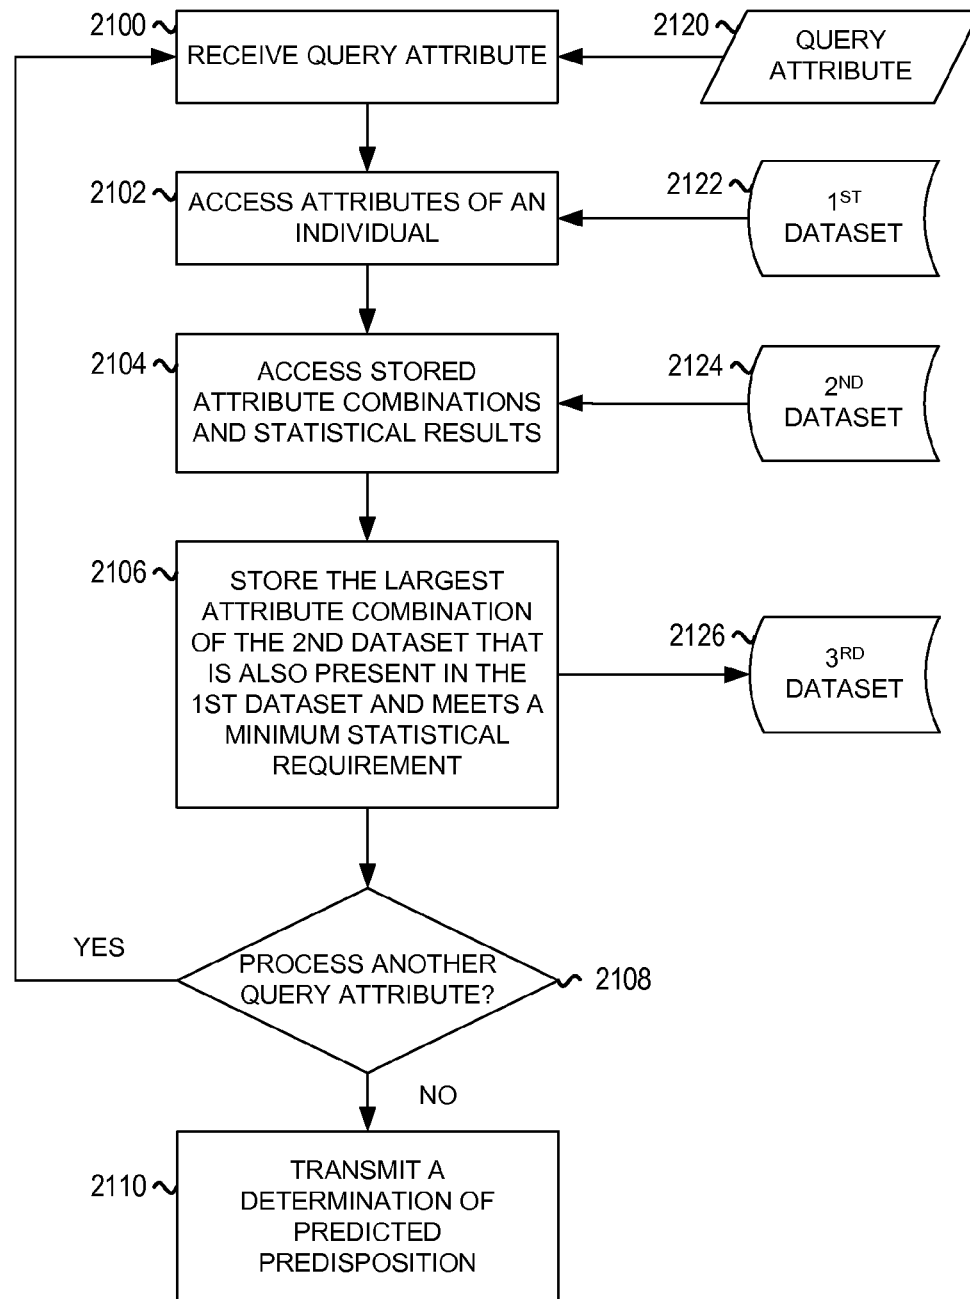 2100
RECEIVE QUERY ATTRIBUTE
2120
QUERY
ATTRIBUTE
2102
ACCESS ATTRIBUTES OF AN
INDIVIDUAL
2122
1ST
DATASET
2104
ACCESS STORED
ATTRIBUTE COMBINATIONS
AND STATISTICAL RESULTS
2124
2ND
DATASET
2106
STORE THE LARGEST
ATTRIBUTE COMBINATION
OF THE 2ND DATASET THAT
IS ALSO PRESENT IN THE
1ST DATASET AND MEETS A
MINIMUM STATISTICAL
REQUIREMENT
2126
3RD
DATASET
YES
PROCESS ANOTHER
QUERY ATTRIBUTE?
2108
NO
2110
TRANSMIT A
DETERMINATION OF
PREDICTED
PREDISPOSITION